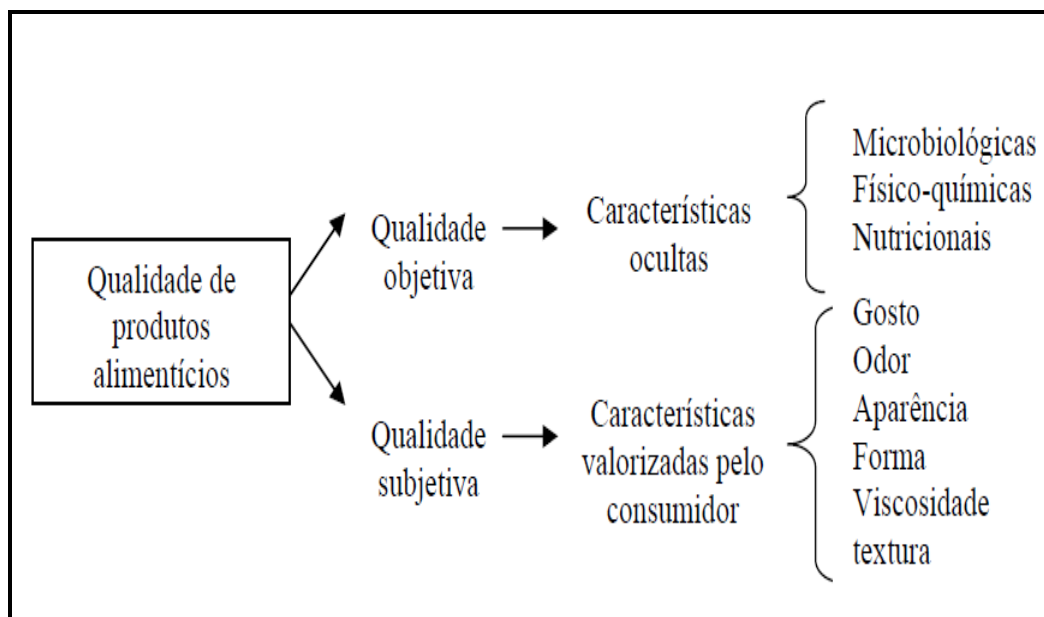 Qualidade de
produtos
alimentícios
Qualidade
objetiva
Características
ocultas
Microbiológicas
Físico-químicas
Nutricionais
Qualidade
subjetiva
Características
valorizadas pelo
consumidor
Gosto
Odor
Aparência
Forma
Viscosidade
textura